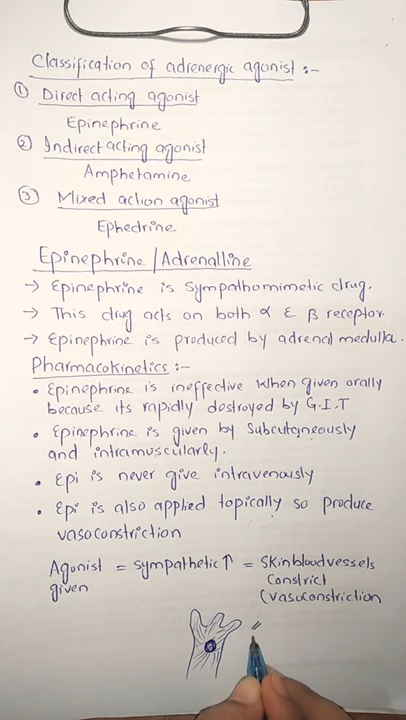 Classification of adrenergic agonist :-
① Direct acting agonist
Epinephrine
② Indirect acting agonist
Amphetamine
③ Mixed action agonist
Ephedrine
Epinephrine / Adrenalline
→ Epinephrine is sympathomimetic drug.
→ This drug acts on both α & β receptor.
→ Epinephrine is produced by adrenal medulla.
Pharmacokinetics :-
• Epinephrine is ineffective when given orally
because its rapidly destroyed by G.I.T
• Epinephrine is given by Subcutaneously
and intramuscularly.
• Epi is never give intravenously
• Epi is also applied topically so produce
vasoconstriction
Agonist = sympathetic ↑ = Skin blood vessels
given Constrict
(vasoconstriction